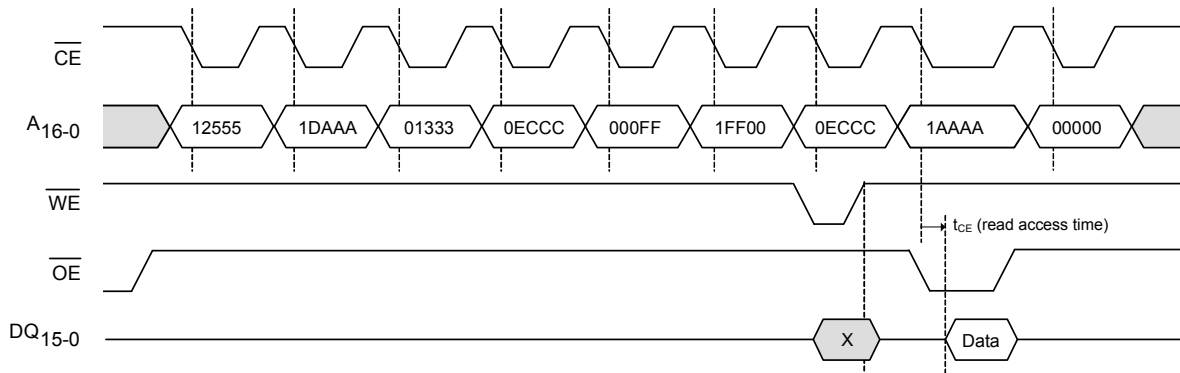 CE
A16-0 12555 1DAAA 01333 0ECCC 000FF 1FF00 0ECCC 1AAAA 00000
WE
tCE (read access time)
OE
DQ15-0 X Data